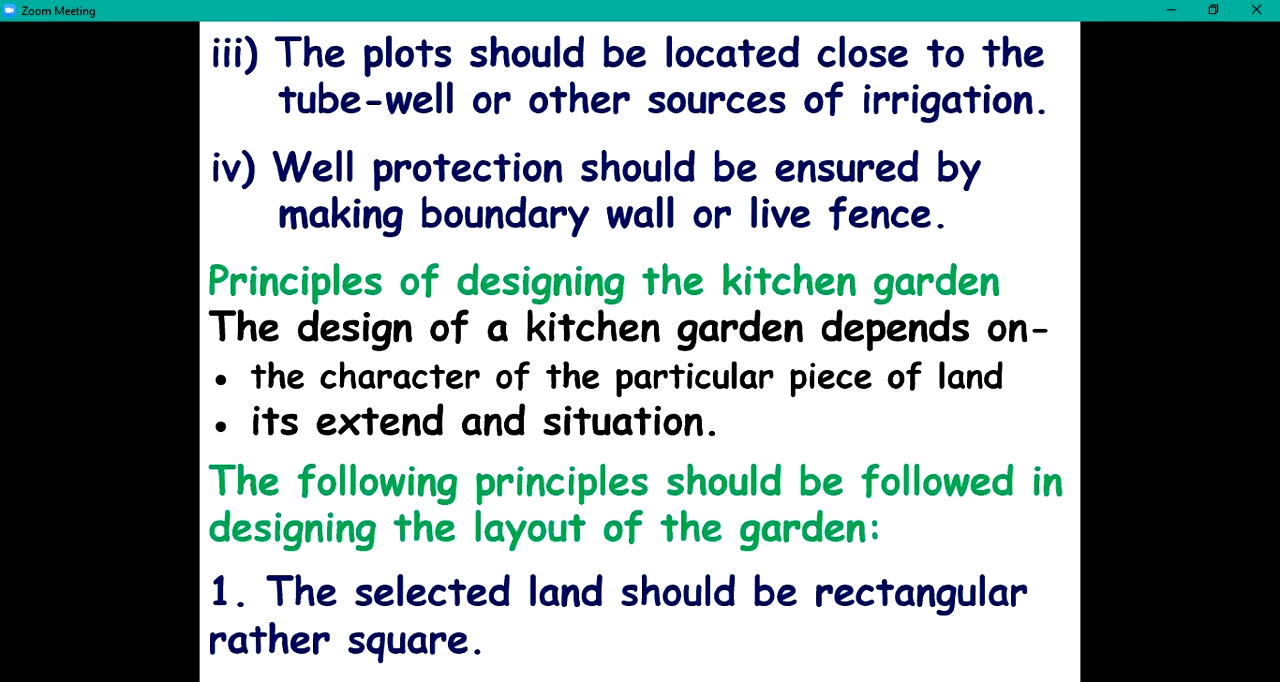 Zoom Meeting
iii) The plots should be located close to the
tube-well or other sources of irrigation.
iv) Well protection should be ensured by
making boundary wall or live fence.
Principles of designing the kitchen garden
The design of a kitchen garden depends on-
• the character of the particular piece of land
• its extend and situation.
The following principles should be followed in
designing the layout of the garden:
1. The selected land should be rectangular
rather square.